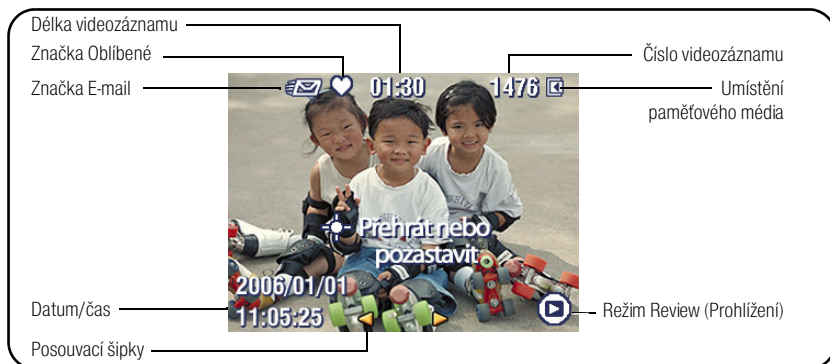 Délka videozáznamu
Značka Oblíbené
Značka E-mail
Číslo videozáznamu
Umístění
paměťového média
01:30
1476
Přehrát nebo
pozastavit
2006/01/01
11:05:25
Datum/čas
Posouvací šipky
Režim Review (Prohlížení)